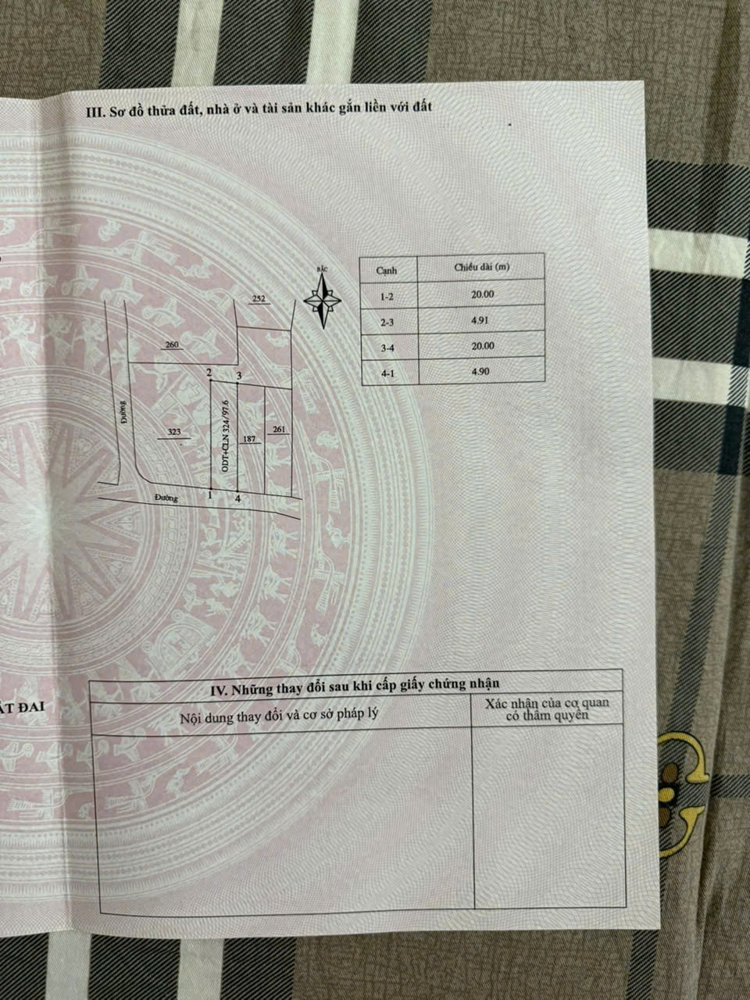 III. Sơ đồ thửa đất, nhà ở và tài sản khác gắn liền với đất
BẮC
Cạnh Chiều dài (m)
1-2 20.00
2-3 4.91
3-4 20.00
4-1 4.90
252
260
2 3
Đường
323
ODT+CLN 324/97.6
187
261
Đường
1 4
ẤT ĐAI
IV. Những thay đổi sau khi cấp giấy chứng nhận
Nội dung thay đổi và cơ sở pháp lý
Xác nhận của cơ quan
có thẩm quyền